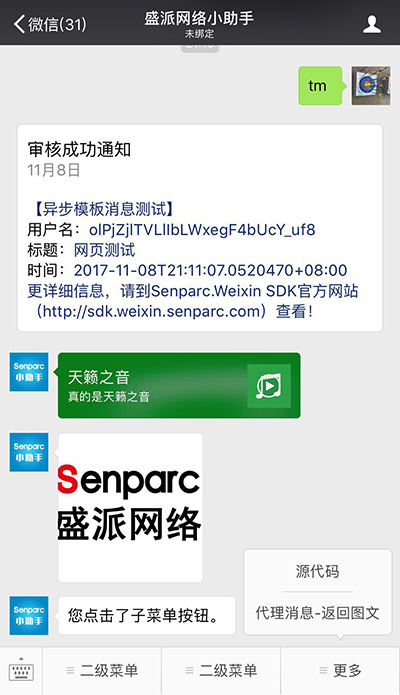 微信(31)
盛派网络小助手
未绑定
tm
审核成功通知
11月8日
【异步模板消息测试】
用户名：olPjZjlTVLlIbLWxegF4bUcY_uf8
标题：网页测试
时间：2017-11-08T21:11:07.0520470+08:00
更详细信息，请到Senparc.Weixin SDK官方网站
（http://sdk.weixin.senparc.com）查看！
Senparc
小助手
天籁之音
真的是天籁之音
Senparc
小助手
Senparc
盛派网络
Senparc
小助手
您点击了子菜单按钮。
源代码
代理消息-返回图文
二级菜单
二级菜单
更多